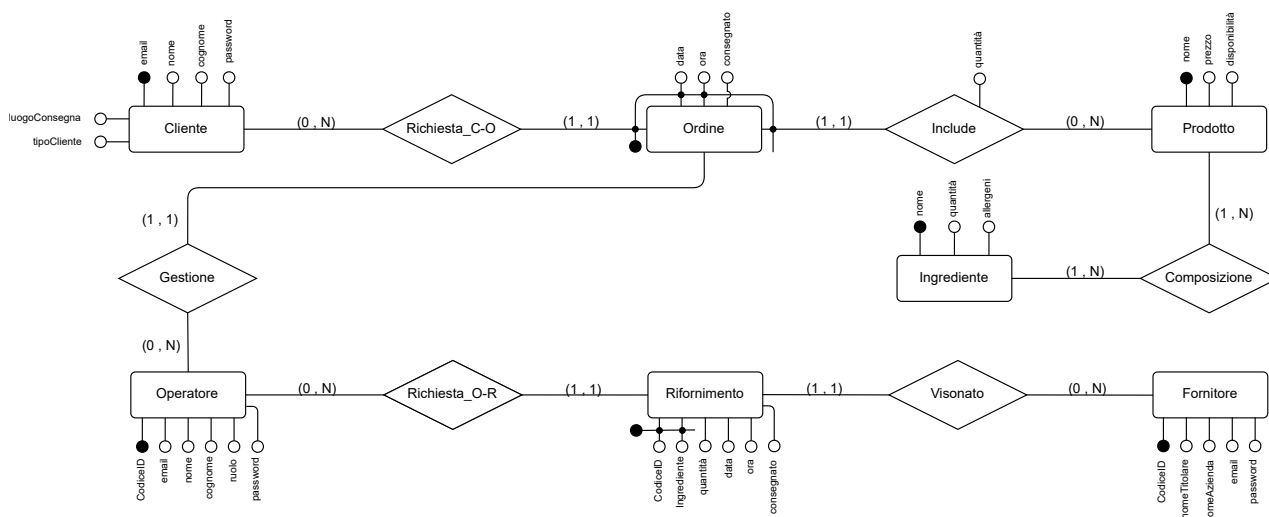 email
nome
cognome
password
luogoConsegna
tipoCliente
Cliente
(0 , N)
Richiesta_C-O
(1 , 1)
data
ora
consegnato
Ordine
(1 , 1)
quantità
Include
(0 , N)
nome
prezzo
disponibilità
Prodotto
(1 , 1)
Gestione
(0 , N)
nome
quantità
allergeni
Ingrediente
(1 , N)
(1 , N)
Composizione
Operatore
(0 , N)
Richiesta_O-R
(1 , 1)
Rifornimento
(1 , 1)
Visonato
(0 , N)
Fornitore
CodiceID
email
nome
cognome
ruolo
password
CodiceID
Ingrediente
quantità
data
ora
consegnato
CodiceID
nomeTitolare
omeAzienda
email
password